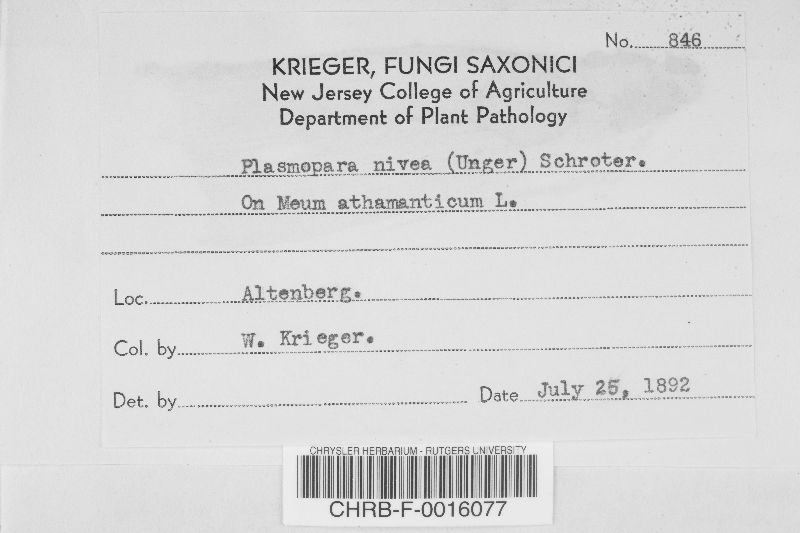 No. 846
KRIEGER, FUNGI SAXONICI
New Jersey College of Agriculture
Department of Plant Pathology
Plasmopara nivea (Unger) Schroter.
On Meum athamanticum L.
Loc. Altenberg.
Col. by W. Krieger.
Det. by
Date July 25, 1892
CHRYSLER HERBARIUM - RUTGERS UNIVERSITY
CHRB-F-0016077